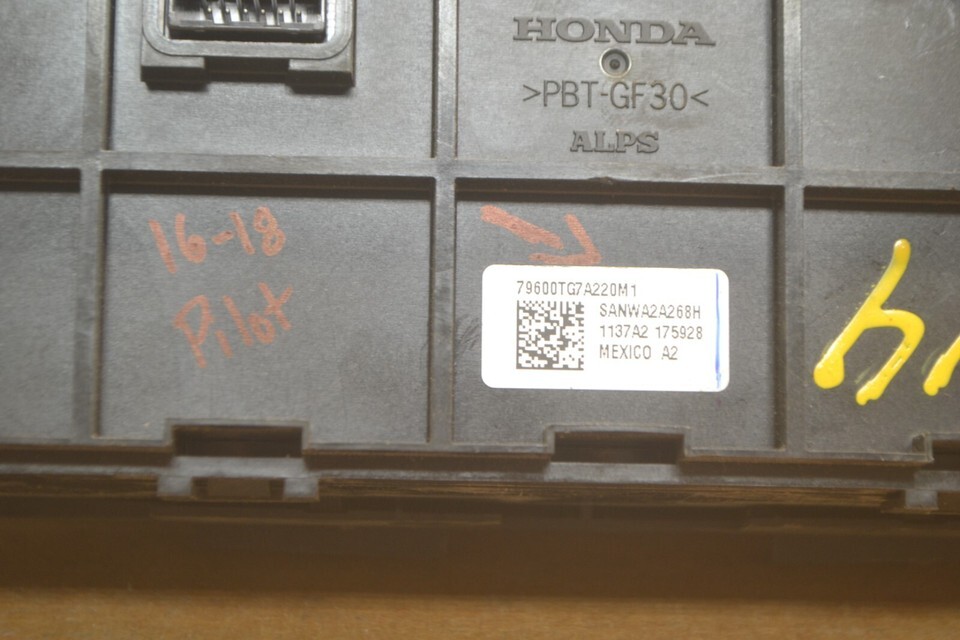 HONDA
>PBT-GF30<
ALPS
16-18
Pilot
79600TG7A220M1
SANWA2A268H
1137A2 175928
MEXICO A2